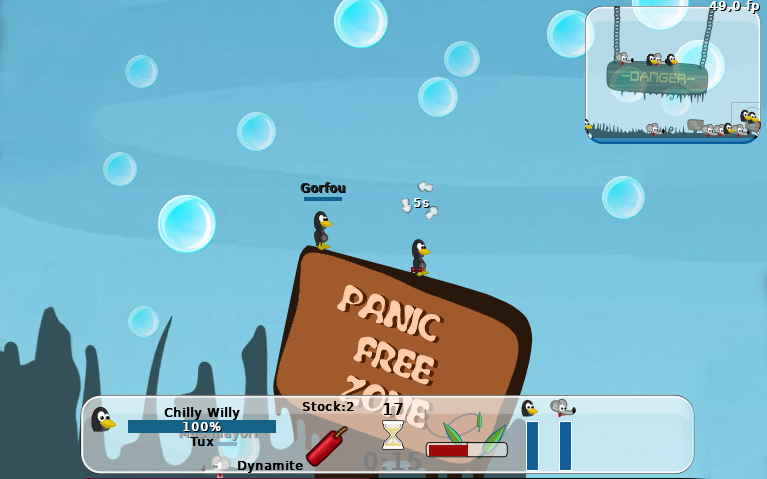 49,0 fp
-DANGER-
Gorfou
5s
PANIC
FREE
ZONE
Chilly Willy
100%
Tux
Stock:2
17
Dynamite
0:15